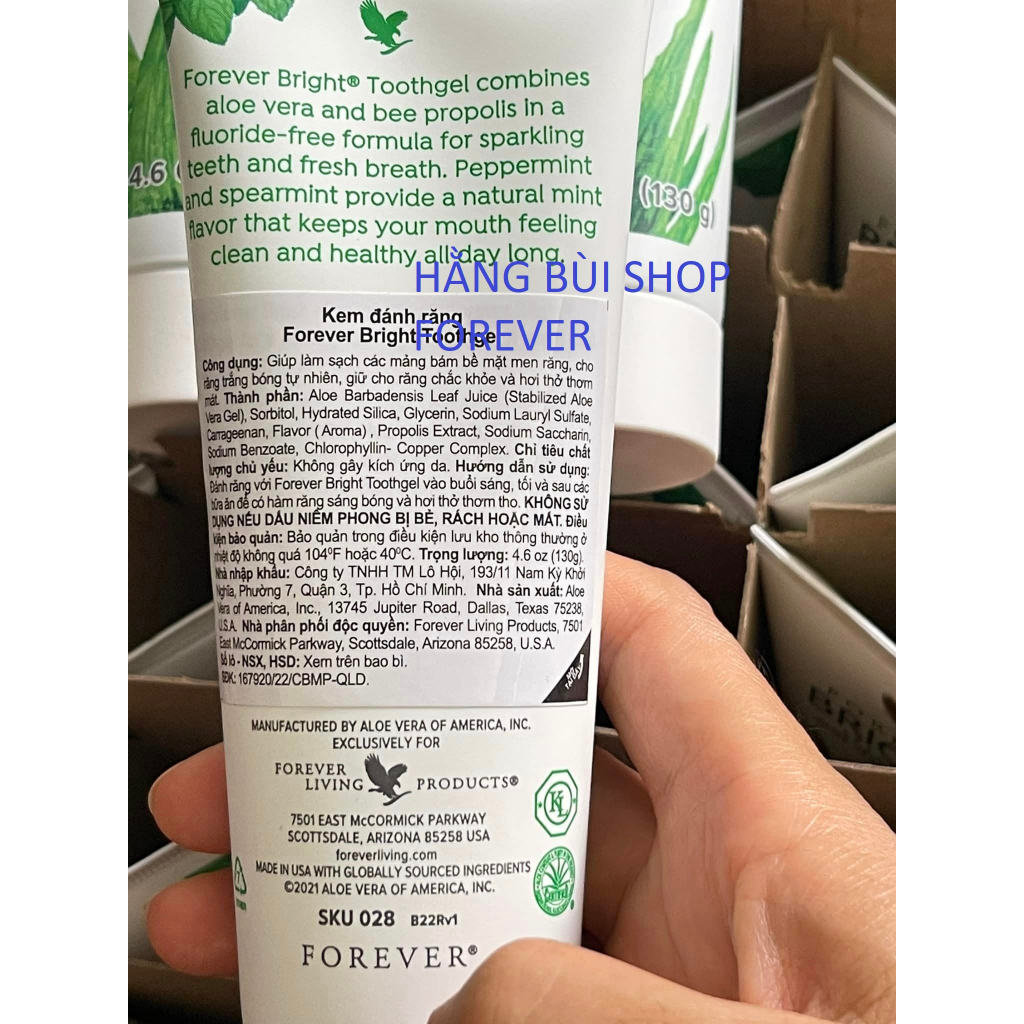 Forever Bright® Toothgel combines
aloe vera and bee propolis in a
fluoride-free formula for sparkling
teeth and fresh breath. Peppermint
and spearmint provide a natural mint
flavor that keeps your mouth feeling
clean and healthy all day long.
4.6
(130 g)
HẰNG BÙI SHOP
FOREVER
Kem đánh răng
Forever Bright Toothgel
Công dụng: Giúp làm sạch các mảng bám bề mặt men răng, cho
răng trắng bóng tự nhiên, giữ cho răng chắc khỏe và hơi thở thơm
mát. Thành phần: Aloe Barbadensis Leaf Juice (Stabilized Aloe
Vera Gel), Sorbitol, Hydrated Silica, Glycerin, Sodium Lauryl Sulfate,
Carrageenan, Flavor ( Aroma) , Propolis Extract, Sodium Saccharin,
Sodium Benzoate, Chlorophyllin- Copper Complex. Chỉ tiêu chất
lượng chủ yếu: Không gây kích ứng da. Hướng dẫn sử dụng:
Đánh răng với Forever Bright Toothgel vào buổi sáng, tối và sau các
bữa ăn để có hàm răng sáng bóng và hơi thở thơm tho. KHÔNG SỬ
DỤNG NẾU DẤU NIÊM PHONG BỊ BẺ, RÁCH HOẶC MẤT. Điều
kiện bảo quản: Bảo quản trong điều kiện lưu kho thông thường ở
nhiệt độ không quá 104⁰F hoặc 40⁰C. Trọng lượng: 4.6 oz (130g).
Nhà nhập khẩu: Công ty TNHH TM Lô Hội, 193/11 Nam Kỳ Khởi
Nghĩa, Phường 7, Quận 3, Tp. Hồ Chí Minh. Nhà sản xuất: Aloe
Vera of America, Inc., 13745 Jupiter Road, Dallas, Texas 75238,
U.S.A. Nhà phân phối độc quyền: Forever Living Products, 7501
East McCormick Parkway, Scottsdale, Arizona 85258, U.S.A.
Số lô - NSX, HSD: Xem trên bao bì.
SĐK: 167920/22/CBMP-QLD.
MANUFACTURED BY ALOE VERA OF AMERICA, INC.
EXCLUSIVELY FOR
FOREVER
LIVING PRODUCTS®
7501 EAST McCORMICK PARKWAY
SCOTTSDALE, ARIZONA 85258 USA
foreverliving.com
MADE IN USA WITH GLOBALLY SOURCED INGREDIENTS
©2021 ALOE VERA OF AMERICA, INC.
KL
SKU 028 B22Rv1
FOREVER®